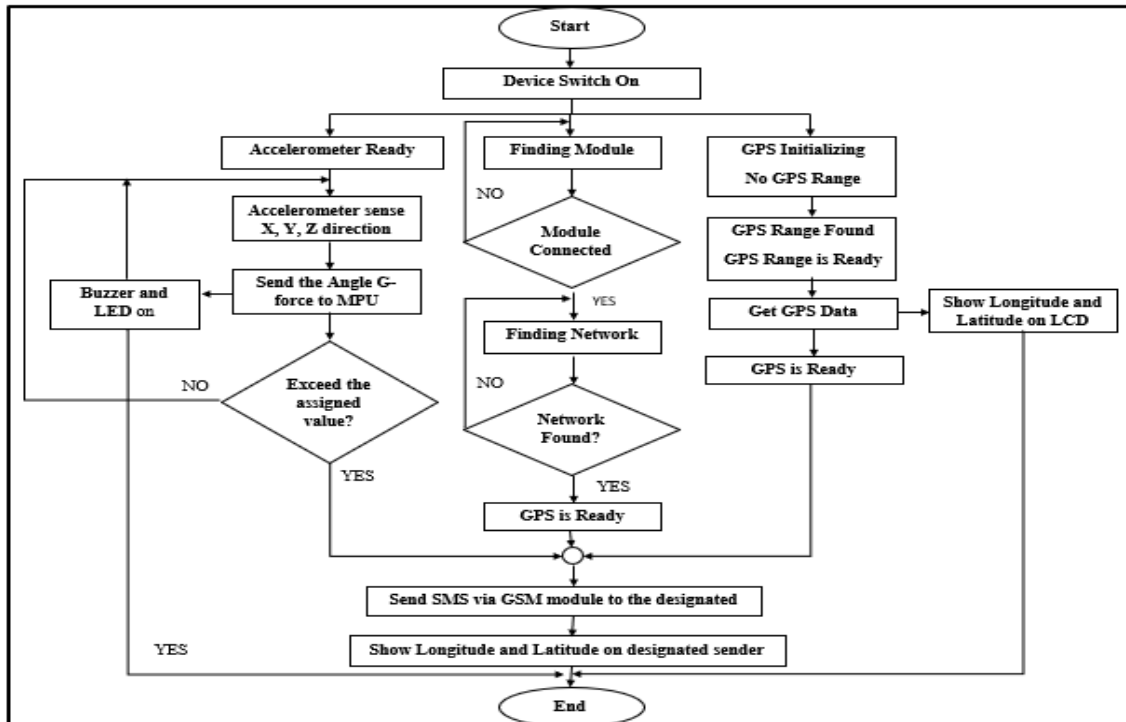 Start
Device Switch On
Accelerometer Ready
Finding Module
GPS Initializing
No GPS Range
NO
Accelerometer sense
X, Y, Z direction
Module
Connected
GPS Range Found
GPS Range is Ready
Buzzer and
LED on
Send the Angle G-
force to MPU
YES
Get GPS Data
Show Longitude and
Latitude on LCD
Finding Network
GPS is Ready
NO
NO
Exceed the
assigned
value?
Network
Found?
YES
YES
GPS is Ready
Send SMS via GSM module to the designated
YES
Show Longitude and Latitude on designated sender
End